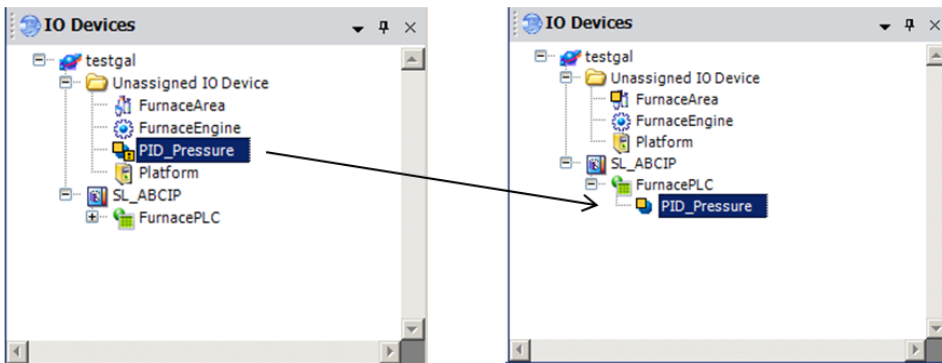 IO Devices
testgal
Unassigned IO Device
FurnaceArea
FurnaceEngine
PID_Pressure
Platform
SL_ABCIP
FurnacePLC
IO Devices
testgal
Unassigned IO Device
FurnaceArea
FurnaceEngine
Platform
SL_ABCIP
FurnacePLC
PID_Pressure